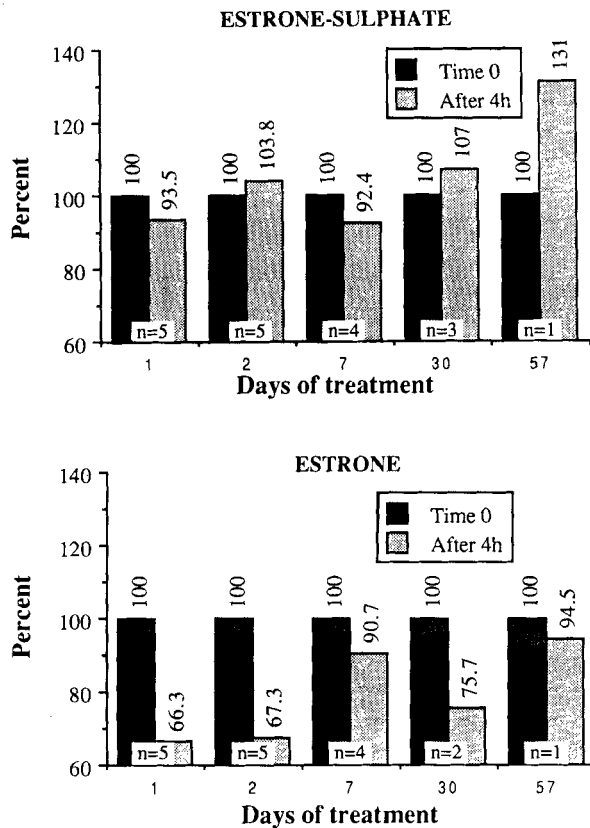 ESTRONE-SULPHATE
140
120
100
80
60
Percent
Time 0
After 4h
100
93.5
100
103.8
100
92.4
100
107
100
131
n=5
n=5
n=4
n=3
n=1
1
2
7
30
57
Days of treatment
ESTRONE
140
120
100
80
60
Percent
Time 0
After 4h
100
66.3
100
67.3
100
90.7
100
75.7
100
94.5
n=5
n=5
n=4
n=2
n=1
1
2
7
30
57
Days of treatment